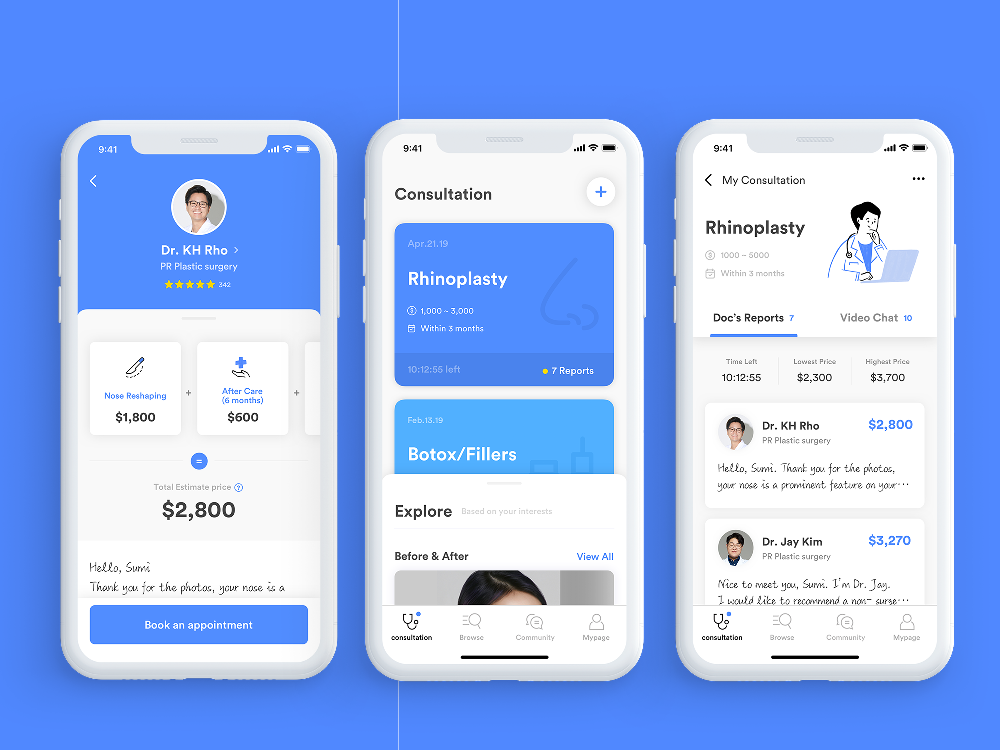 9:41
Dr. KH Rho
PR Plastic surgery
342
Nose Reshaping
$1,800
+
After Care
(6 months)
$600
+
=
Total Estimate price ?
$2,800
Hello, Sumi
Thank you for the photos, your nose is a
Book an appointment
9:41
Consultation
+
Apr.21.19
Rhinoplasty
$ 1,000 ~ 3,000
Within 3 months
10:12:55 left
7 Reports
Feb.13.19
Botox/Fillers
Explore Based on your interests
Before & After View All
consultation Browse Community Mypage
9:41
My Consultation
Rhinoplasty
$ 1000 ~ 5000
Within 3 months
Doc's Reports 7 Video Chat 10
Time Left Lowest Price Highest Price
10:12:55 $2,300 $3,700
Dr. KH Rho $2,800
PR Plastic surgery
Hello, Sumi. Thank you for the photos,
your nose is a prominent feature on your···
Dr. Jay Kim $3,270
PR Plastic surgery
Nice to meet you, Sumi. I'm Dr. Jay.
I would like to recommend a non- surge···
consultation Browse Community Mypage